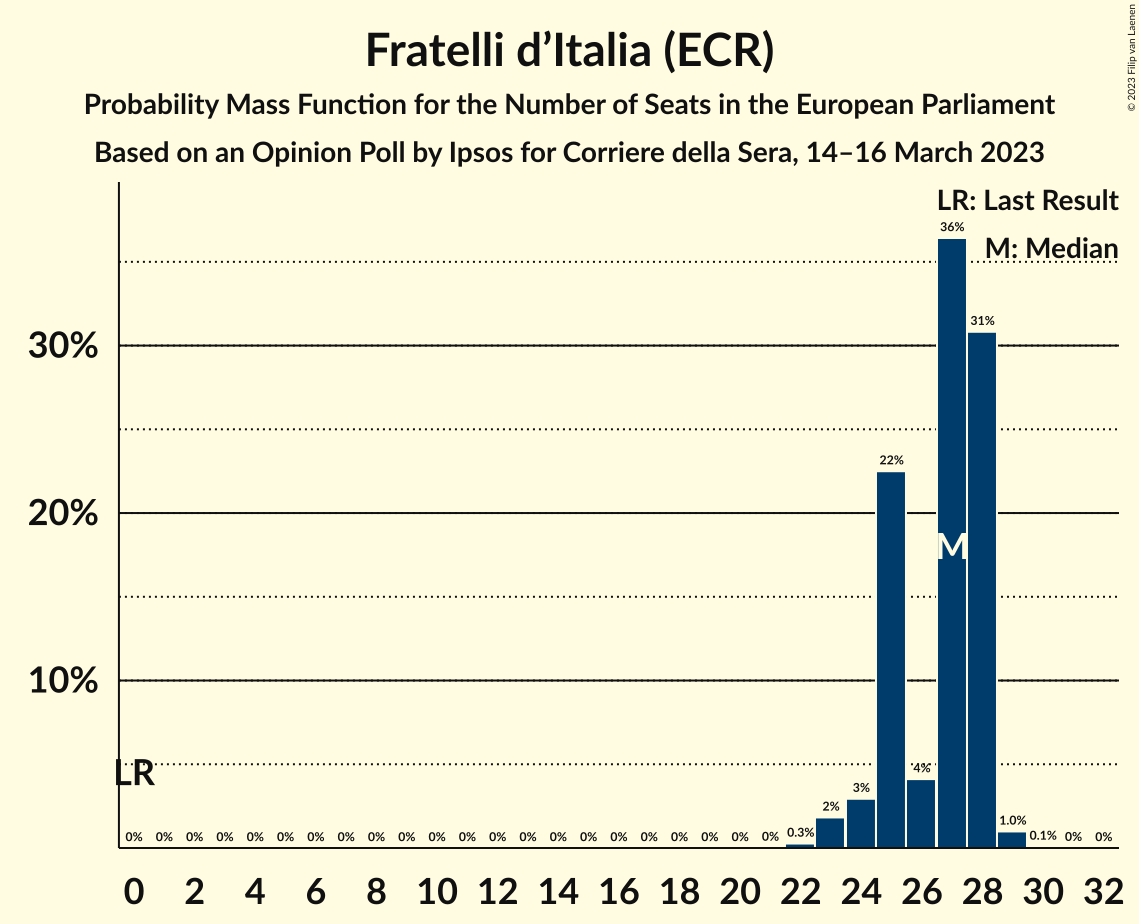 Fratelli d’Italia (ECR)
Probability Mass Function for the Number of Seats in the European Parliament
Based on an Opinion Poll by Ipsos for Corriere della Sera, 14–16 March 2023
© 2023 Filip van Laenen
LR: Last Result
M: Median
36%
31%
30%
22%
20%
M
10%
LR
0% 0% 0% 0% 0% 0% 0% 0% 0% 0% 0% 0% 0% 0% 0% 0% 0% 0% 0% 0% 0% 0% 0.3% 2% 3% 4% 1.0% 0.1% 0% 0%
0 2 4 6 8 10 12 14 16 18 20 22 24 26 28 30 32